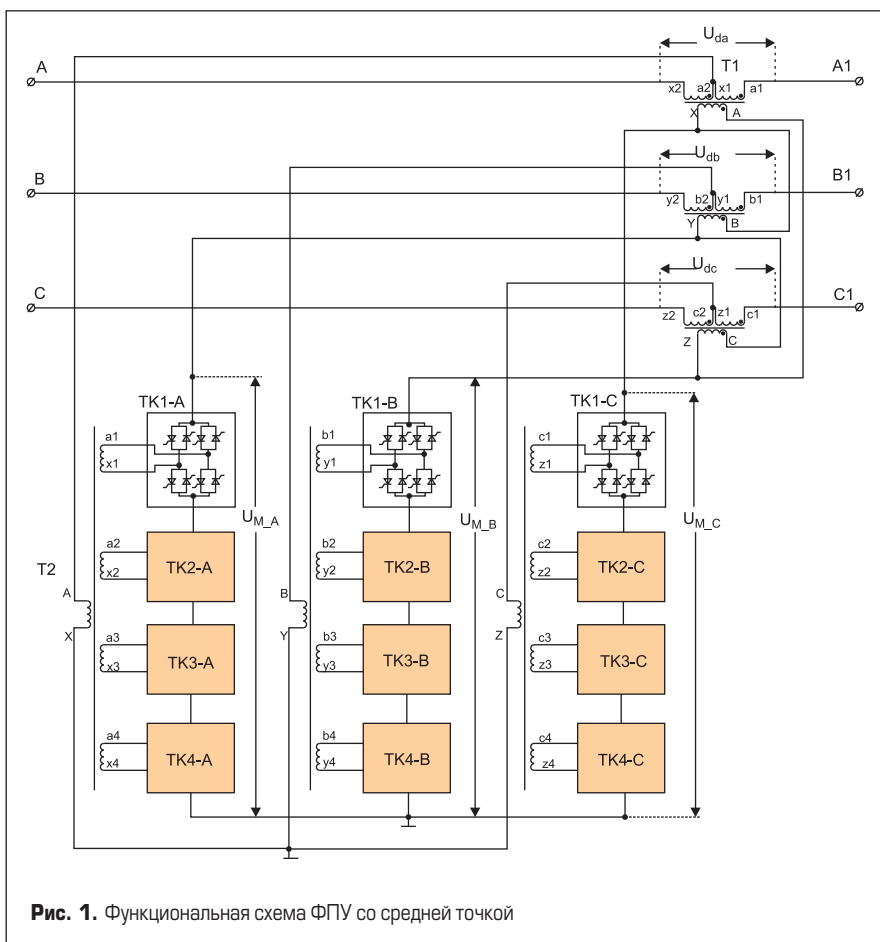 U_da
A T1 A1
x2 a2 x1 a1
X A
U_db
B B1
y2 b2 y1 b1
Y B
U_dc
C C1
z2 c2 z1 c1
Z C
TK1-A TK1-B TK1-C
a1 b1 c1
x1 y1 z1
U_M_A U_M_B U_M_C
a2 b2 c2
TK2-A TK2-B TK2-C
x2 y2 z2
T2
A B C
X Y Z
a3 b3 c3
TK3-A TK3-B TK3-C
x3 y3 z3
a4 b4 c4
TK4-A TK4-B TK4-C
x4 y4 z4
Рис. 1. Функциональная схема ФПУ со средней точкой